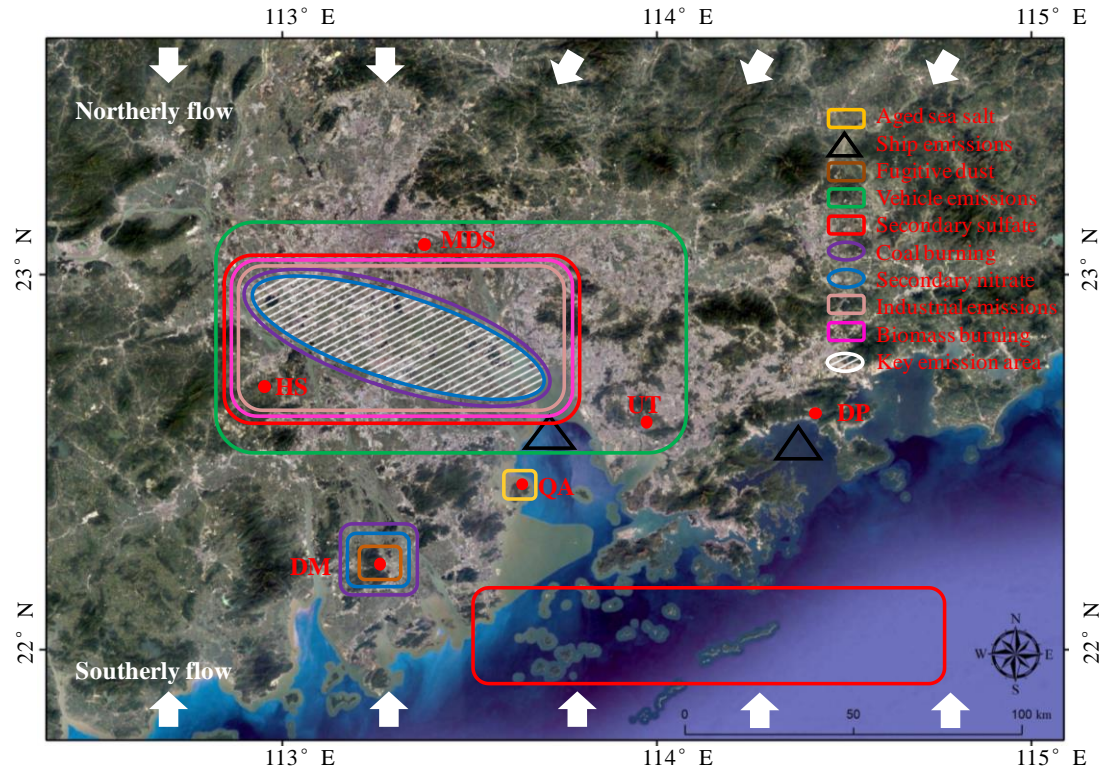 113° E 114° E 115° E
Northerly flow
Aged sea salt
Ship emissions
Fugitive dust
Vehicle emissions
Secondary sulfate
Coal burning
Secondary nitrate
Industrial emissions
Biomass burning
Key emission area
MDS
23° N
23° N
HS
UT
DP
QA
DM
22° N
22° N
Southerly flow
N
W E
S
0 50 100 km
113° E 114° E 115° E